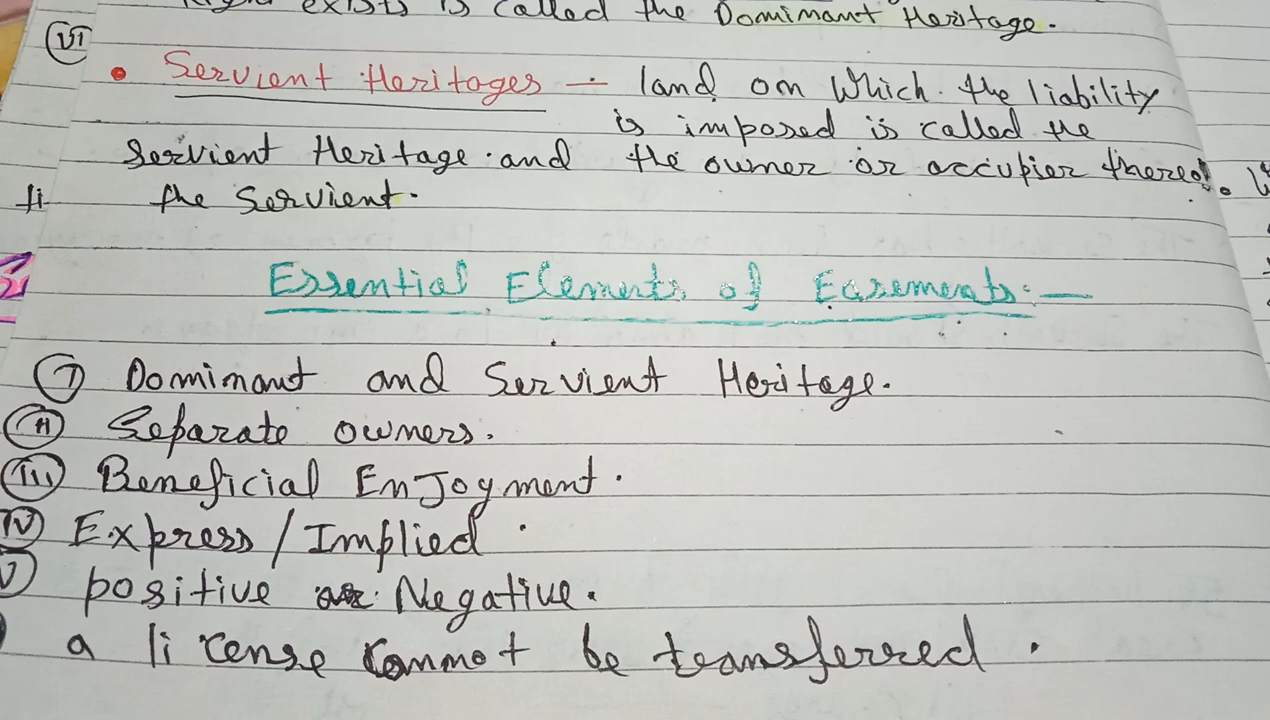 exists is called the Dominant Heritage.
(VI)
• Servient Heritages — land on Which the liability
is imposed is called the
Servient Heritage and the owner or occupier thereof.
the Servient.
Essential Elements of Easements:—
(I) Dominant and Servient Heritage.
(II) Separate owners.
(III) Beneficial EnJoyment.
(IV) Express/Implied.
(V) positive or Negative.
a license Cannot be transferred.